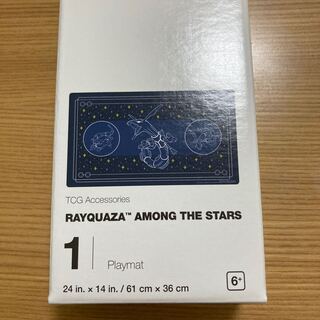 TCG Accessories
RAYQUAZA™ AMONG THE STARS
1 Playmat
24 in. × 14 in. / 61 cm × 36 cm
6+